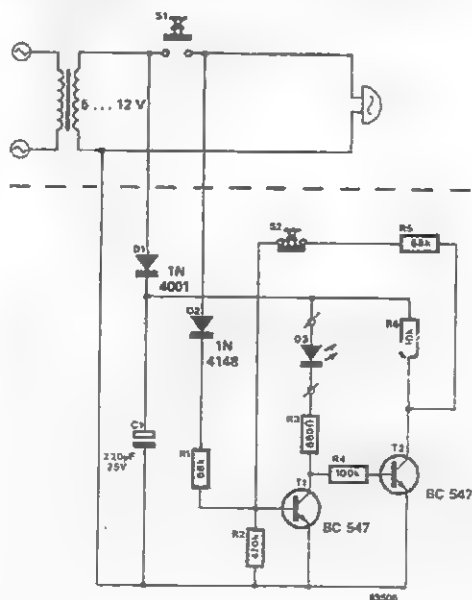 S1
6 ... 12 V
S2
R5
68k
D1
1N
4001
D2
1N
4148
D3
R6
10k
C1
220µF
25V
R1
68k
R3
680Ω
R4
100k
T1
T2
BC 547
BC 547
R2
470k
83506